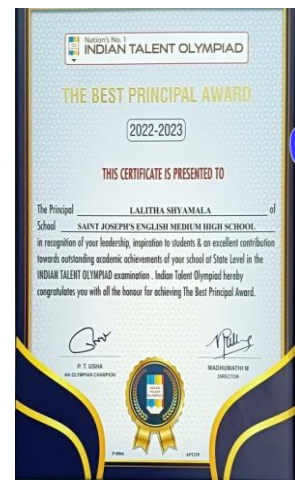 Nation's No. 1
INDIAN TALENT OLYMPIAD
THE BEST PRINCIPAL AWARD
2022-2023
THIS CERTIFICATE IS PRESENTED TO
The Principal LALITHA SHYAMALA of
School SAINT JOSEPH'S ENGLISH MEDIUM HIGH SCHOOL
in recognition of your leadership, inspiration to students & an excellent contribution
towards outstanding academic achievements of your school at State Level in the
INDIAN TALENT OLYMPIAD examination . Indian Talent Olympiad hereby
congratulates you with all the honour for achieving The Best Principal Award.
P. T. USHA
AN OLYMPIAN CHAMPION
MADHUMATHI M
DIRECTOR
INDIAN
TALENT
OLYMPIAD
AP1239